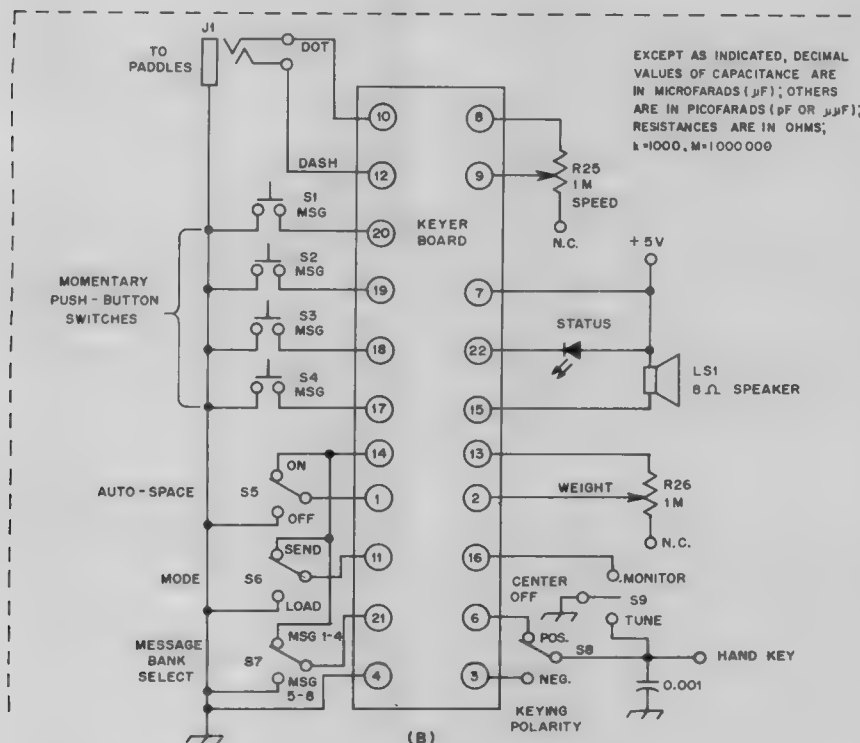 J1
TO
PADDLES
DOT
DASH
EXCEPT AS INDICATED, DECIMAL
VALUES OF CAPACITANCE ARE
IN MICROFARADS (µF); OTHERS
ARE IN PICOFARADS (pF OR µµF);
RESISTANCES ARE IN OHMS;
k=1000, M=1000000
10
12
20
19
18
17
14
1
11
21
4
KEYER
BOARD
8
9
7
22
15
13
2
16
6
3
S1
MSG
S2
MSG
S3
MSG
S4
MSG
MOMENTARY
PUSH-BUTTON
SWITCHES
AUTO-SPACE
S5
ON
OFF
MODE
S6
SEND
LOAD
MESSAGE
BANK
SELECT
S7
MSG 1-4
MSG
5-8
R25
1M
SPEED
N.C.
+5V
STATUS
LS1
8Ω SPEAKER
WEIGHT
R26
1M
N.C.
MONITOR
CENTER
OFF
S9
TUNE
POS.
S8
NEG.
HAND KEY
0.001
KEYING
POLARITY
(B)